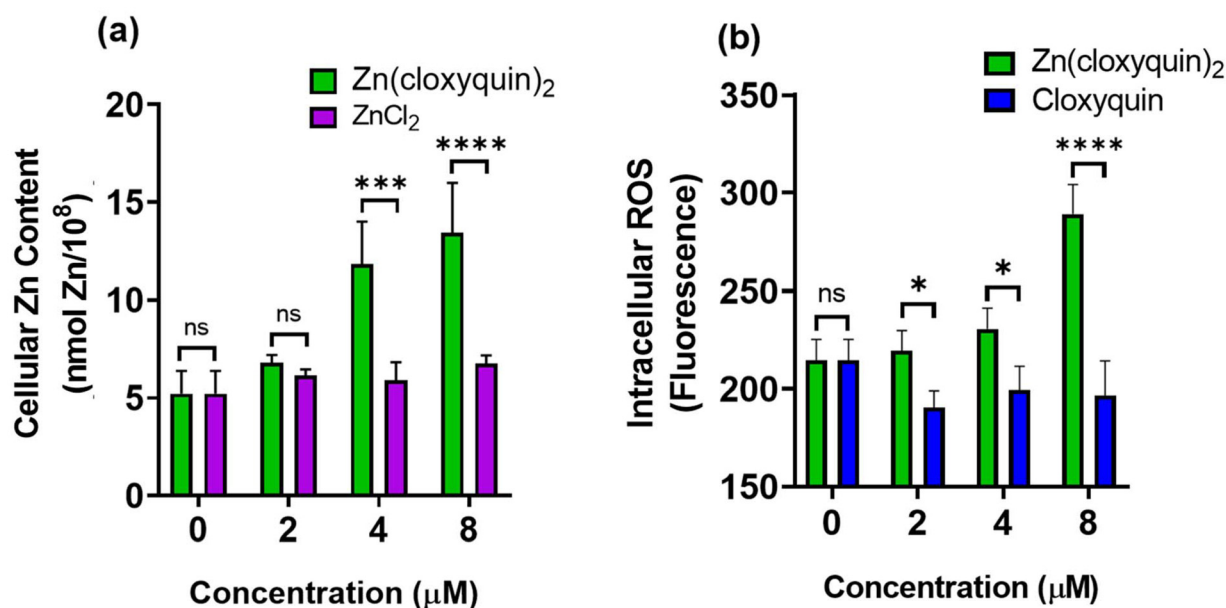 (a)
Zn(cloxyquin)₂
ZnCl₂
Cellular Zn Content
(nmol Zn/10⁸)
20
15
10
5
0
ns
ns
***
****
0 2 4 8
Concentration (μM)
(b)
Zn(cloxyquin)₂
Cloxyquin
Intracellular ROS
(Fluorescence)
350
300
250
200
150
ns
*
*
****
0 2 4 8
Concentration (μM)